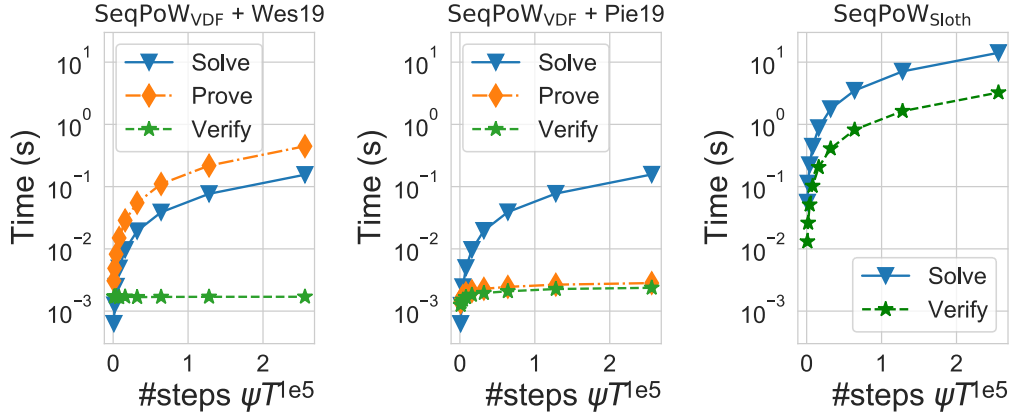 SeqPoW_VDF + Wes19
Time (s)
10^1
10^0
10^-1
10^-2
10^-3
Solve
Prove
Verify
0 1 2
#steps ψT 1e5
SeqPoW_VDF + Pie19
Time (s)
10^1
10^0
10^-1
10^-2
10^-3
Solve
Prove
Verify
0 1 2
#steps ψT 1e5
SeqPoW_Sloth
Time (s)
10^1
10^0
10^-1
10^-2
10^-3
Solve
Verify
0 1 2
#steps ψT 1e5